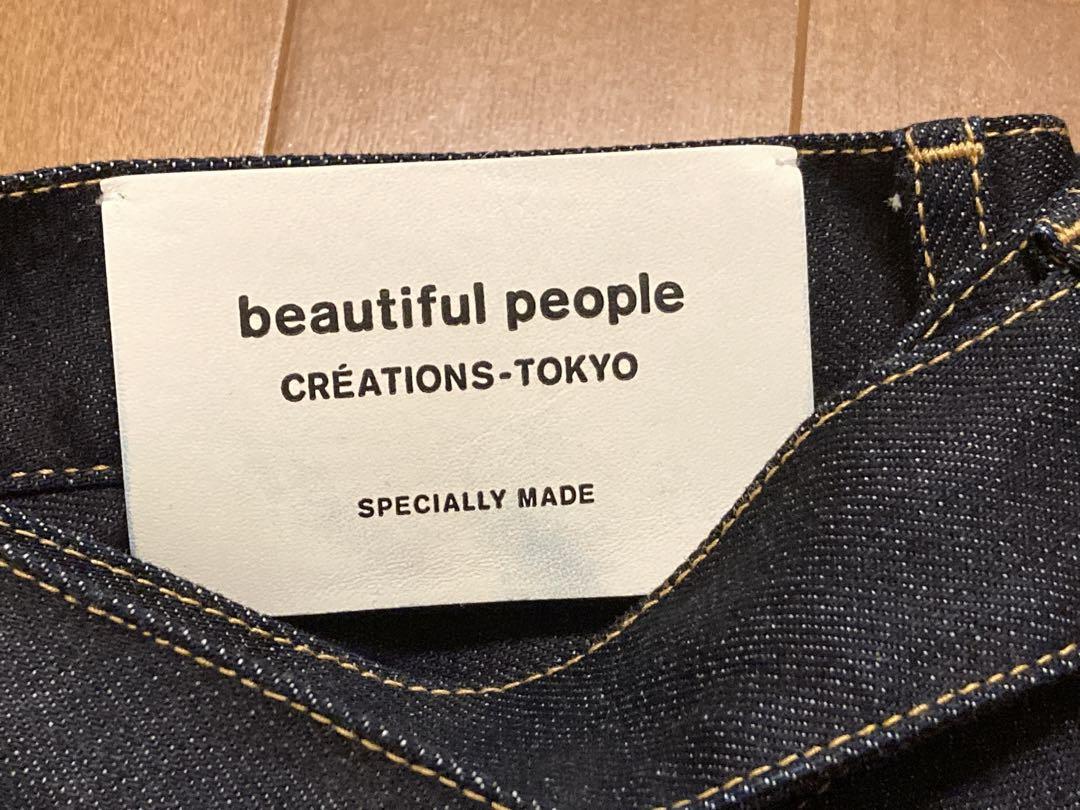 beautiful people
CRÉATIONS-TOKYO
SPECIALLY MADE